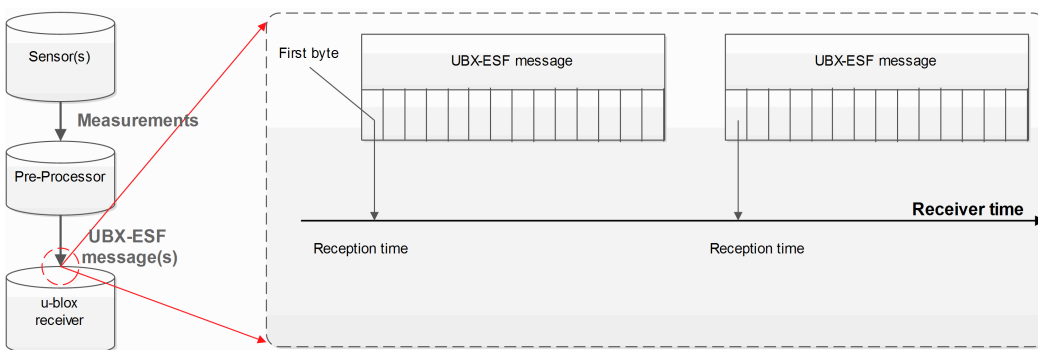 Sensor(s)
Measurements
Pre-Processor
UBX-ESF
message(s)
u-blox
receiver
First byte
UBX-ESF message
UBX-ESF message
Receiver time
Reception time
Reception time